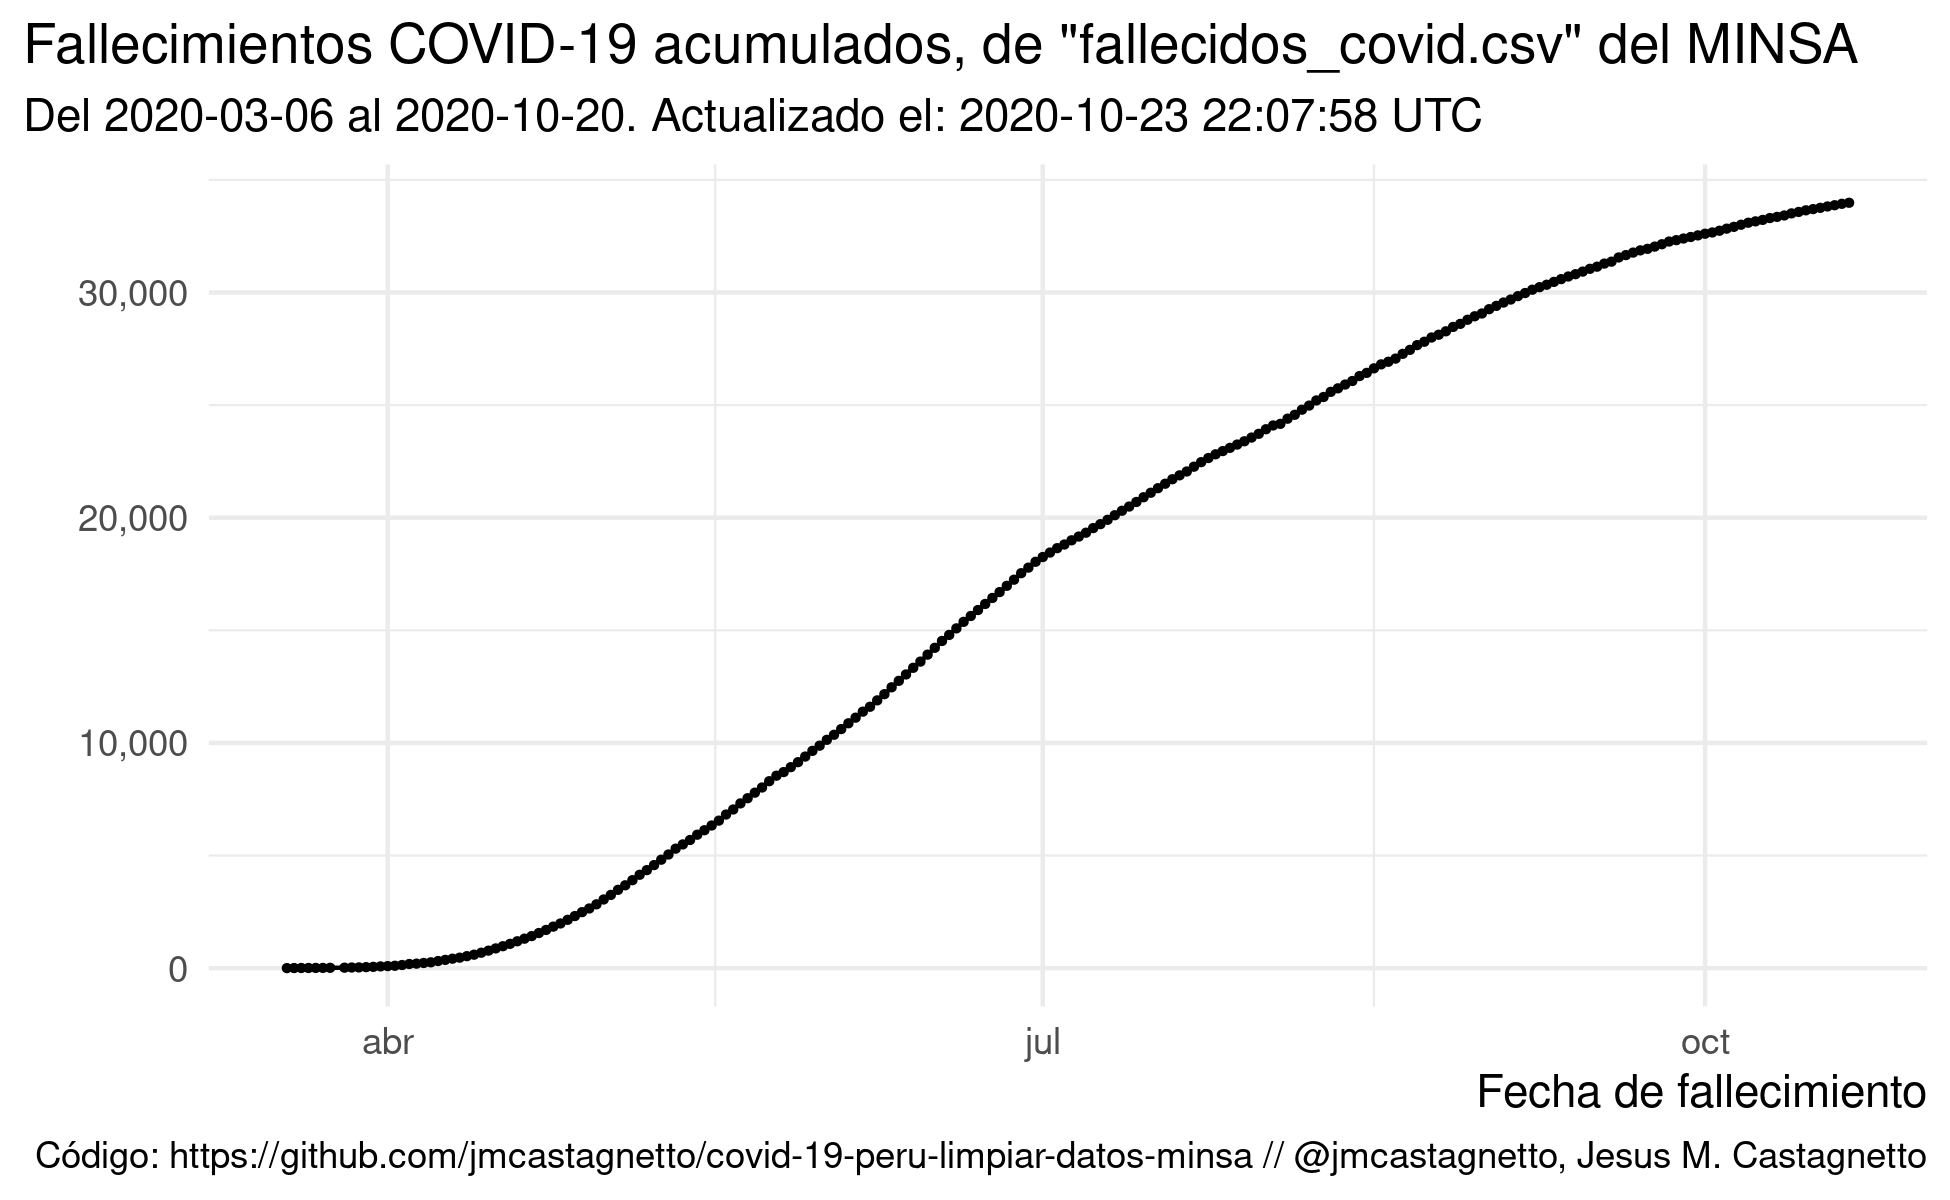 Fallecimientos COVID-19 acumulados, de "fallecidos_covid.csv" del MINSA
Del 2020-03-06 al 2020-10-20. Actualizado el: 2020-10-23 22:07:58 UTC
30,000
20,000
10,000
0
abr jul oct
Fecha de fallecimiento
Código: https://github.com/jmcastagnetto/covid-19-peru-limpiar-datos-minsa // @jmcastagnetto, Jesus M. Castagnetto